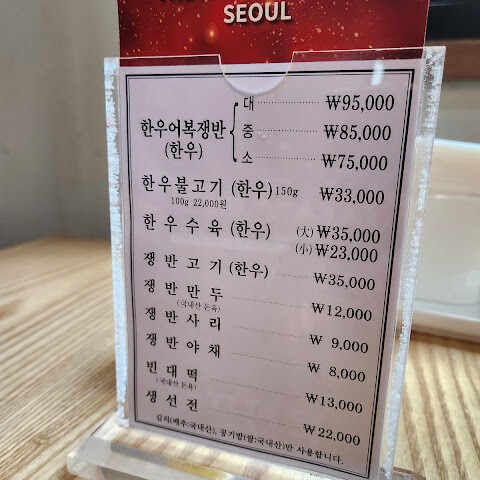 SEOUL
한우어복쟁반 (한우)
대 ₩95,000
중 ₩85,000
소 ₩75,000
한우불고기 (한우) 150g ₩33,000
100g 22,000원
한우수육 (한우) (大) ₩35,000
(小) ₩23,000
쟁반고기 (한우) ₩35,000
쟁반만두 ₩12,000
(국내산 돈육)
쟁반사리 ₩ 9,000
쟁반야채 ₩ 8,000
빈대떡 ₩13,000
(국내산 돈육)
생선전 ₩22,000
김치(배추:국내산), 공기밥(쌀:국내산)만 사용합니다.